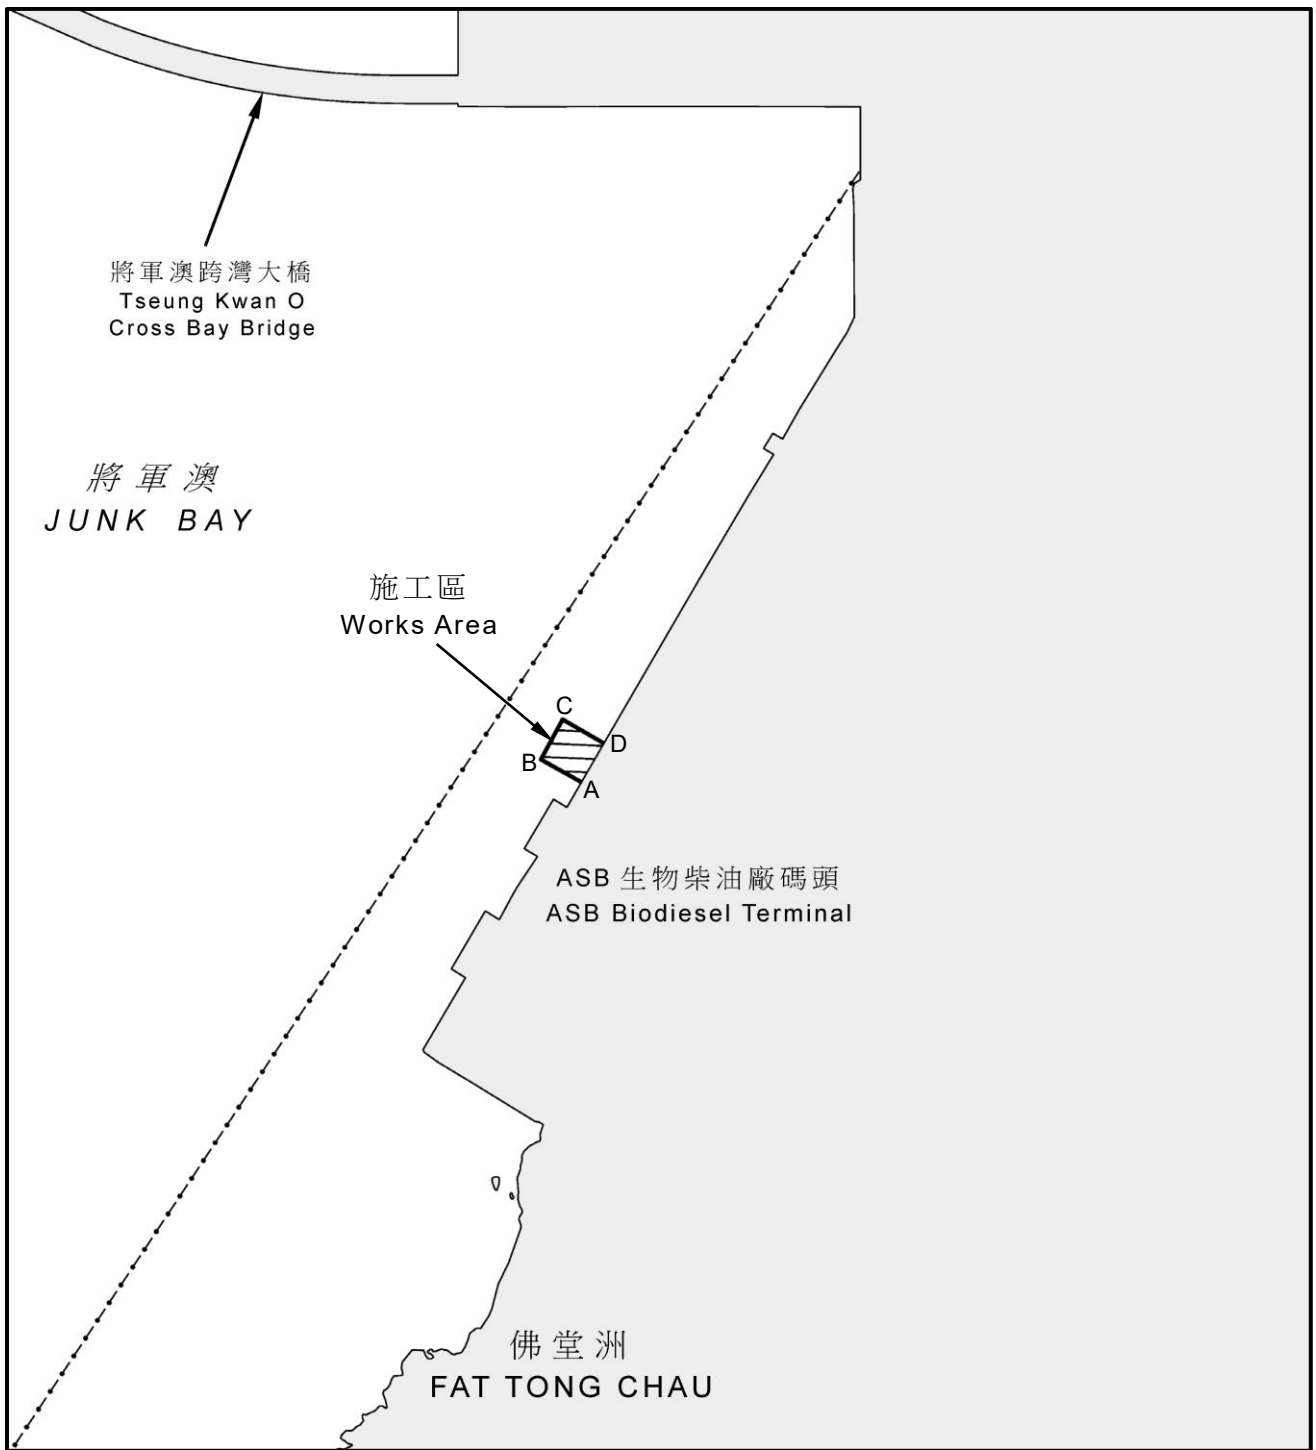 將軍澳跨灣大橋
Tseung Kwan O
Cross Bay Bridge
將軍澳
JUNK BAY
施工區
Works Area
C
D
B
A
ASB 生物柴油廠碼頭
ASB Biodiesel Terminal
佛堂洲
FAT TONG CHAU